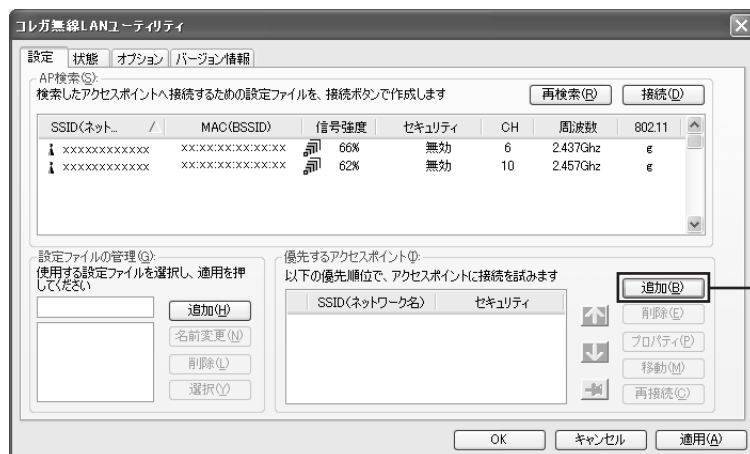 コレガ無線LANユーティリティ
設定 状態 オプション バージョン情報
AP検索(S):
検索したアクセスポイントへ接続するための設定ファイルを、接続ボタンで作成します 再検索(R) 接続(D)
SSID(ネット... MAC(BSSID) 信号強度 セキュリティ CH 周波数 802.11
xxxxxxxxxxxx xx:xx:xx:xx:xx:xx 66% 無効 6 2.437Ghz g
xxxxxxxxxxxx xx:xx:xx:xx:xx:xx 62% 無効 10 2.457Ghz g
設定ファイルの管理(G):
使用する設定ファイルを選択し、適用を押
してください
追加(H)
名前変更(N)
削除(L)
選択(Y)
優先するアクセスポイント(I):
以下の優先順位で、アクセスポイントに接続を試みます
SSID(ネットワーク名) セキュリティ
追加(B)
削除(E)
プロパティ(P)
移動(M)
再接続(C)
OK キャンセル 適用(A)